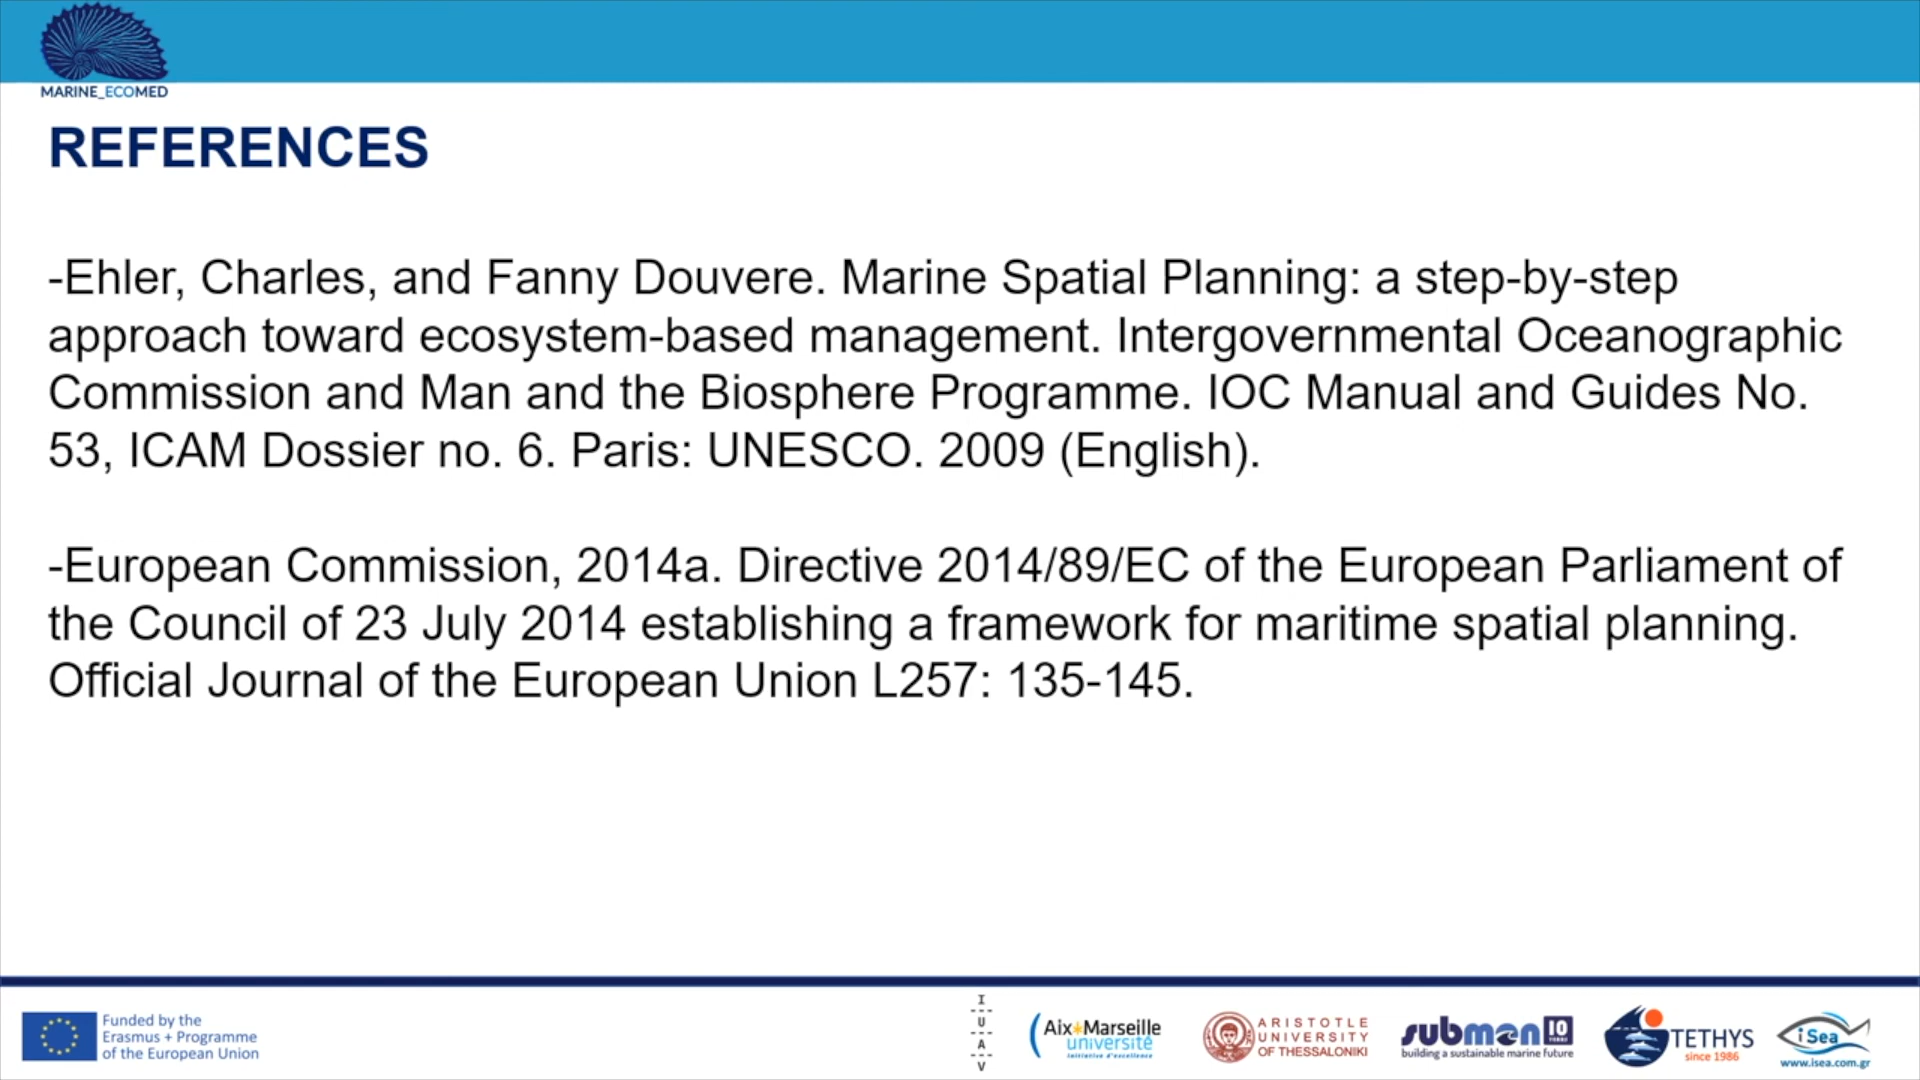 MARINE_ECOMED
REFERENCES
-Ehler, Charles, and Fanny Douvere. Marine Spatial Planning: a step-by-step
approach toward ecosystem-based management. Intergovernmental Oceanographic
Commission and Man and the Biosphere Programme. IOC Manual and Guides No.
53, ICAM Dossier no. 6. Paris: UNESCO. 2009 (English).
-European Commission, 2014a. Directive 2014/89/EC of the European Parliament of
the Council of 23 July 2014 establishing a framework for maritime spatial planning.
Official Journal of the European Union L257: 135-145.
Funded by the
Erasmus + Programme
of the European Union
I
U
A
V
Aix*Marseille
université
initiative d'excellence
ARISTOTLE
UNIVERSITY
OF THESSALONIKI
submon 10
YEARS
building a sustainable marine future
TETHYS
since 1986
iSea
www.isea.com.gr